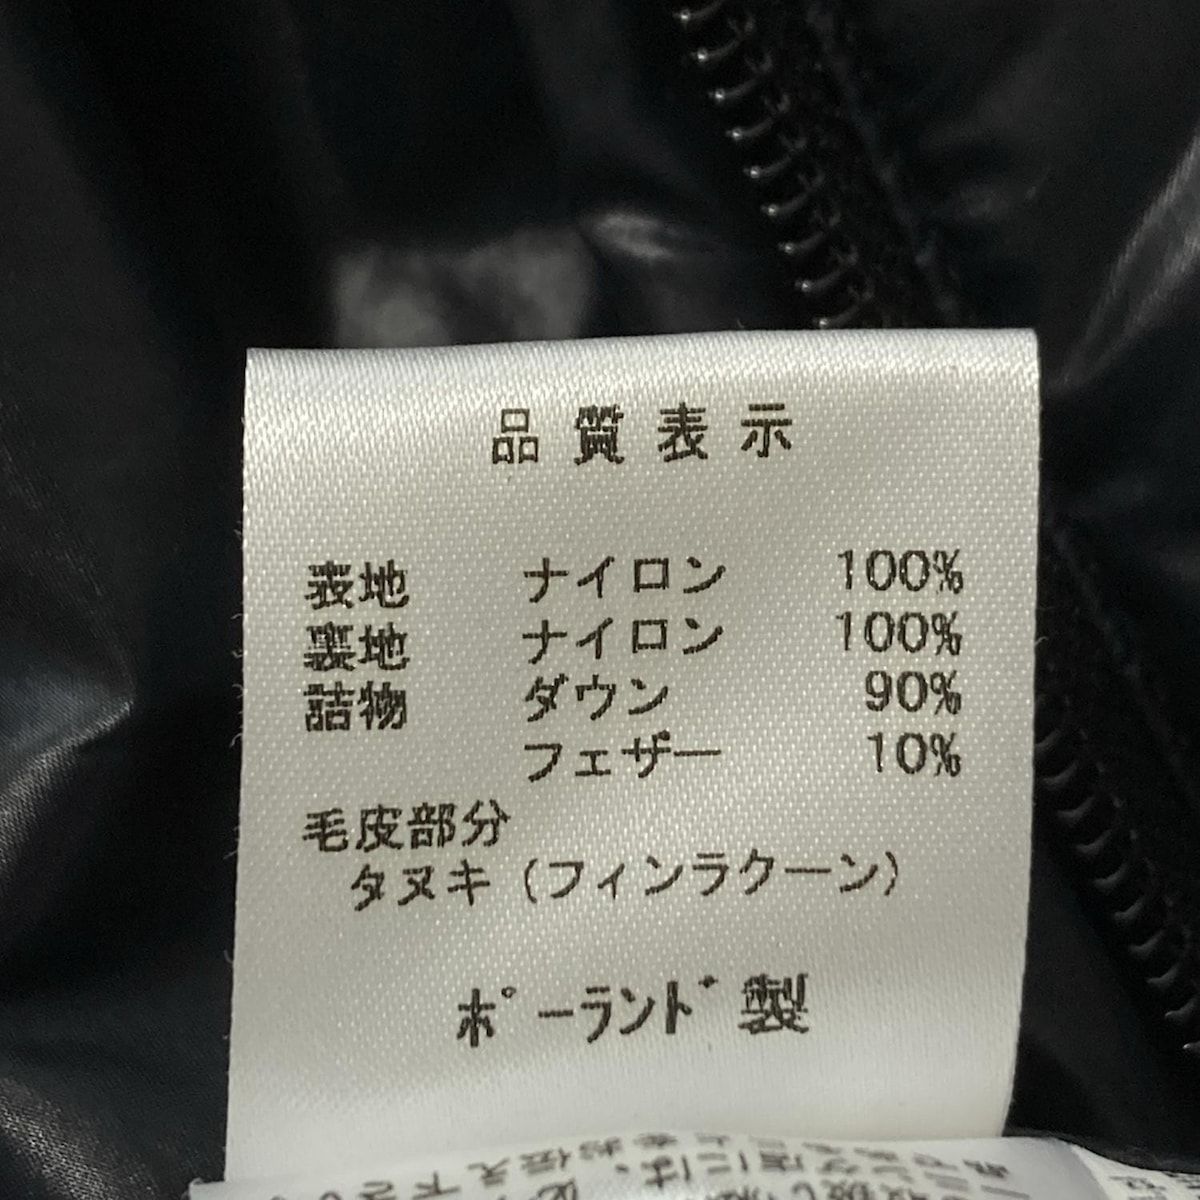 品質表示
表地 ナイロン 100%
裏地 ナイロン 100%
詰物 ダウン 90%
フェザー 10%
毛皮部分
タヌキ (フィンラクーン)
ポーランド製